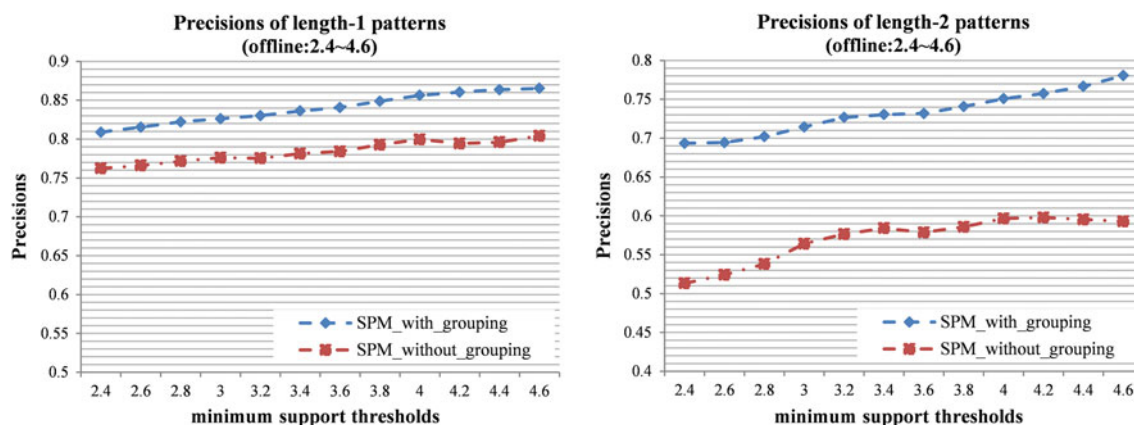 Precisions of length-1 patterns
(offline:2.4~4.6)
Precisions
0.9
0.85
0.8
0.75
0.7
0.65
0.6
0.55
0.5
SPM_with_grouping
SPM_without_grouping
2.4 2.6 2.8 3 3.2 3.4 3.6 3.8 4 4.2 4.4 4.6
minimum support thresholds
Precisions of length-2 patterns
(offline:2.4~4.6)
Precisions
0.8
0.75
0.7
0.65
0.6
0.55
0.5
0.45
0.4
SPM_with_grouping
SPM_without_grouping
2.4 2.6 2.8 3 3.2 3.4 3.6 3.8 4 4.2 4.4 4.6
minimum support thresholds